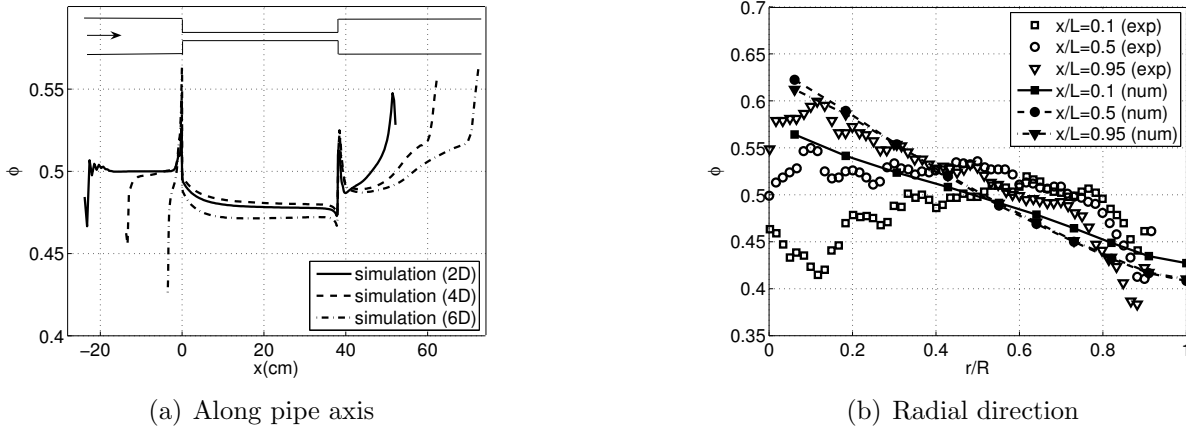 0.55
0.5
0.45
0.4
ϕ
−20
0
20
40
60
x(cm)
simulation (2D)
simulation (4D)
simulation (6D)
(a) Along pipe axis
0.7
0.65
0.6
0.55
0.5
0.45
0.4
0.35
ϕ
0
0.2
0.4
0.6
0.8
1
r/R
x/L=0.1 (exp)
x/L=0.5 (exp)
x/L=0.95 (exp)
x/L=0.1 (num)
x/L=0.5 (num)
x/L=0.95 (num)
(b) Radial direction